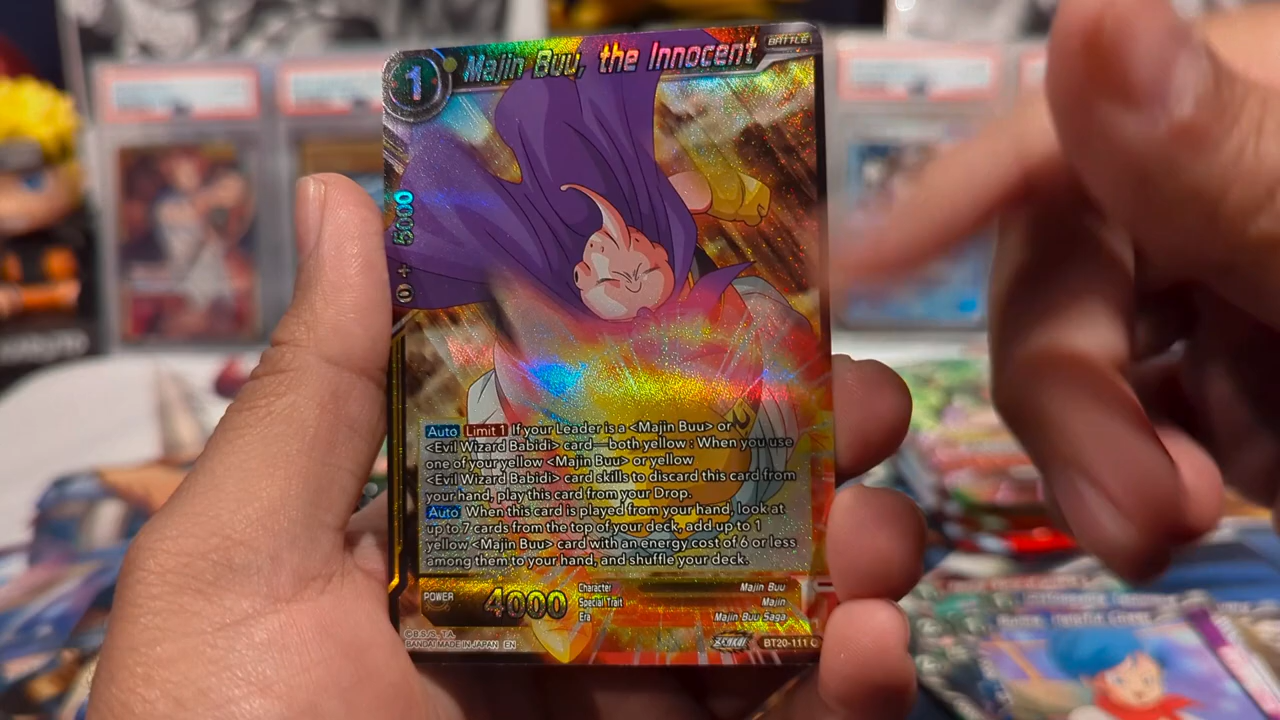 1
Majin Buu, the Innocent
BATTLE
5000
+
0
Auto Limit 1 If your Leader is a <Majin Buu> or
<Evil Wizard Babidi> card—both yellow : When you use
one of your yellow <Majin Buu> or yellow
<Evil Wizard Babidi> card skills to discard this card from
your hand, play this card from your Drop.
Auto When this card is played from your hand, look at
up to 7 cards from the top of your deck, add up to 1
yellow <Majin Buu> card with an energy cost of 6 or less
among them to your hand, and shuffle your deck.
POWER 4000
Character Majin Buu
Special Trait Majin
Era Majin Buu Saga
©B.S/S, T.A.
BANDAI MADE IN JAPAN EN
BT20-111 C